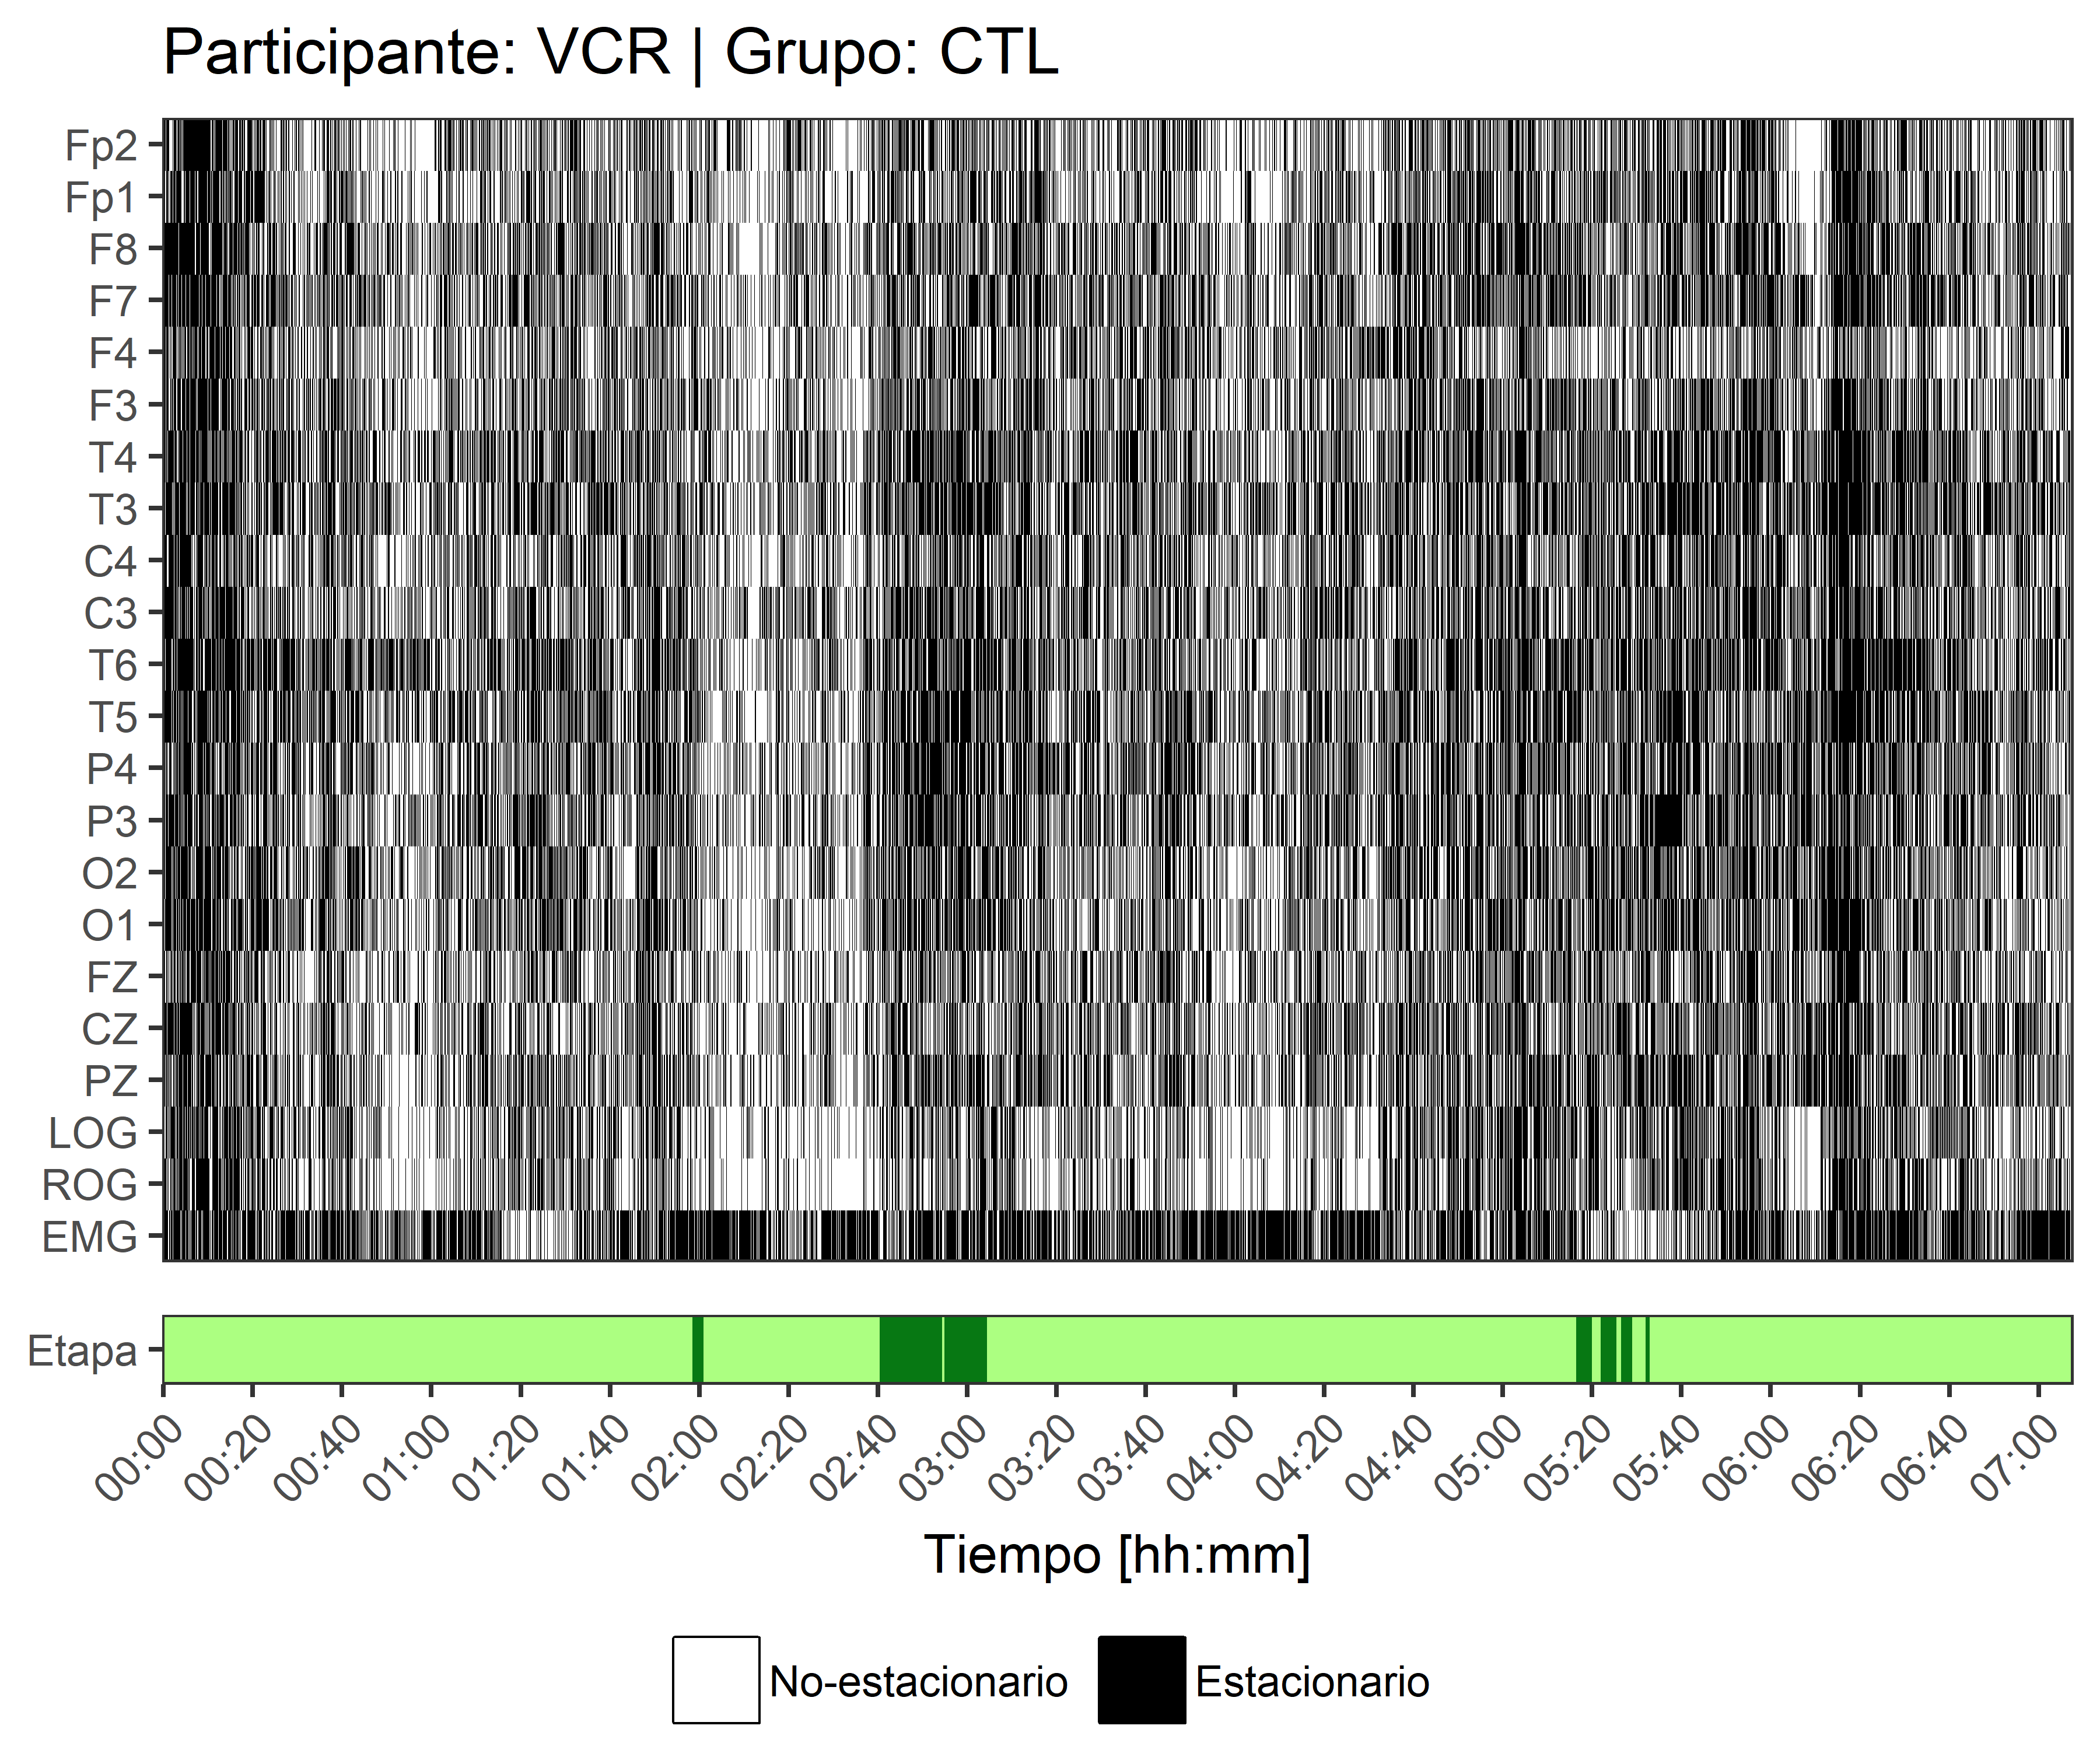 Participante: VCR | Grupo: CTL
Fp2
Fp1
F8
F7
F4
F3
T4
T3
C4
C3
T6
T5
P4
P3
O2
O1
FZ
CZ
PZ
LOG
ROG
EMG
Etapa
00:00
00:20
00:40
01:00
01:20
01:40
02:00
02:20
02:40
03:00
03:20
03:40
04:00
04:20
04:40
05:00
05:20
05:40
06:00
06:20
06:40
07:00
Tiempo [hh:mm]
No-estacionario
Estacionario